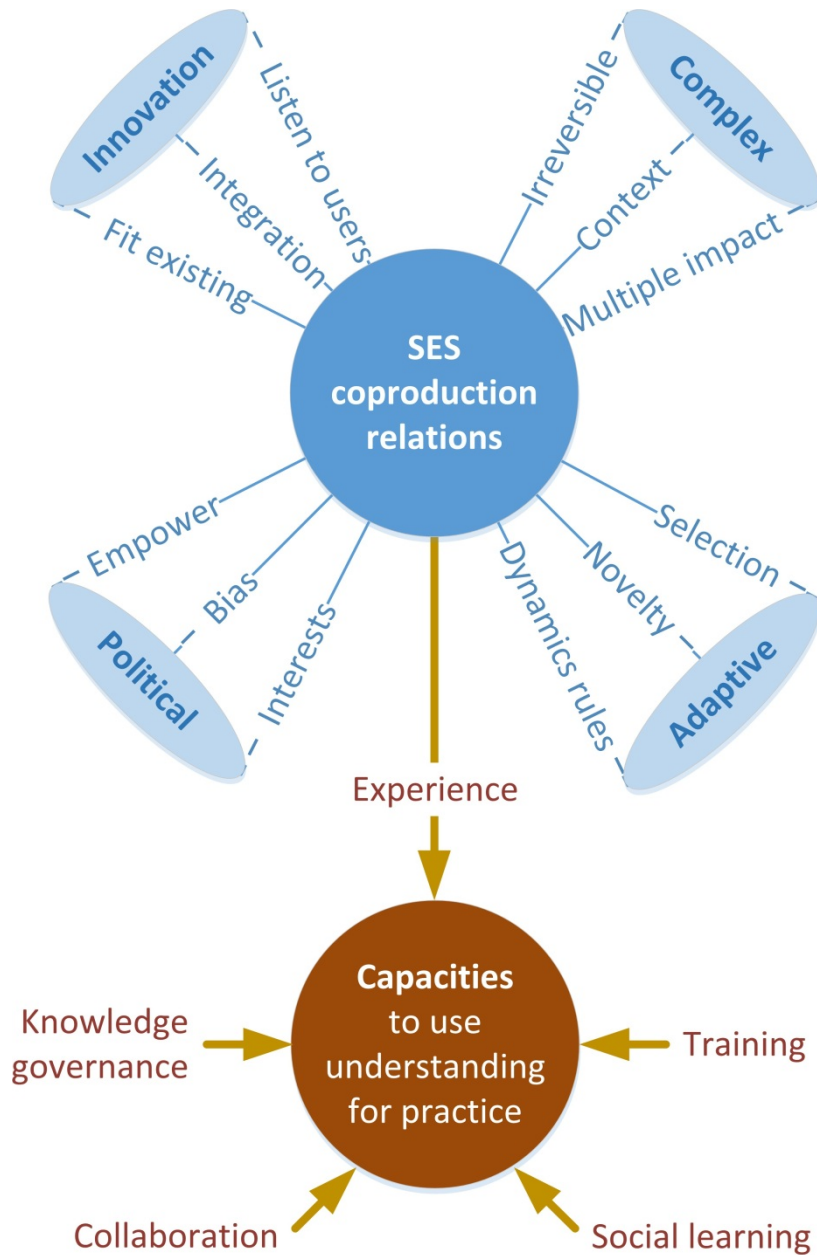 Innovation
Listen to users
Integration
Fit existing
Complex
Irreversible
Context
Multiple impact
SES
coproduction
relations
Empower
Bias
Interests
Political
Selection
Novelty
Dynamics rules
Adaptive
Experience
Capacities
to use
understanding
for practice
Knowledge
governance
Training
Collaboration
Social learning